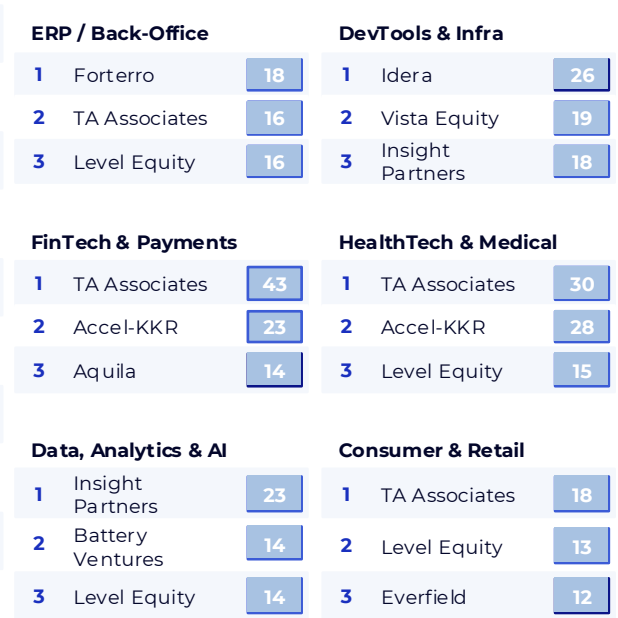 ERP / Back-Office
1 Forterro 18
2 TA Associates 16
3 Level Equity 16
DevTools & Infra
1 Idera 26
2 Vista Equity 19
3 Insight
Partners 18
FinTech & Payments
1 TA Associates 43
2 Accel-KKR 23
3 Aquila 14
HealthTech & Medical
1 TA Associates 30
2 Accel-KKR 28
3 Level Equity 15
Data, Analytics & AI
1 Insight
Partners 23
2 Battery
Ventures 14
3 Level Equity 14
Consumer & Retail
1 TA Associates 18
2 Level Equity 13
3 Everfield 12